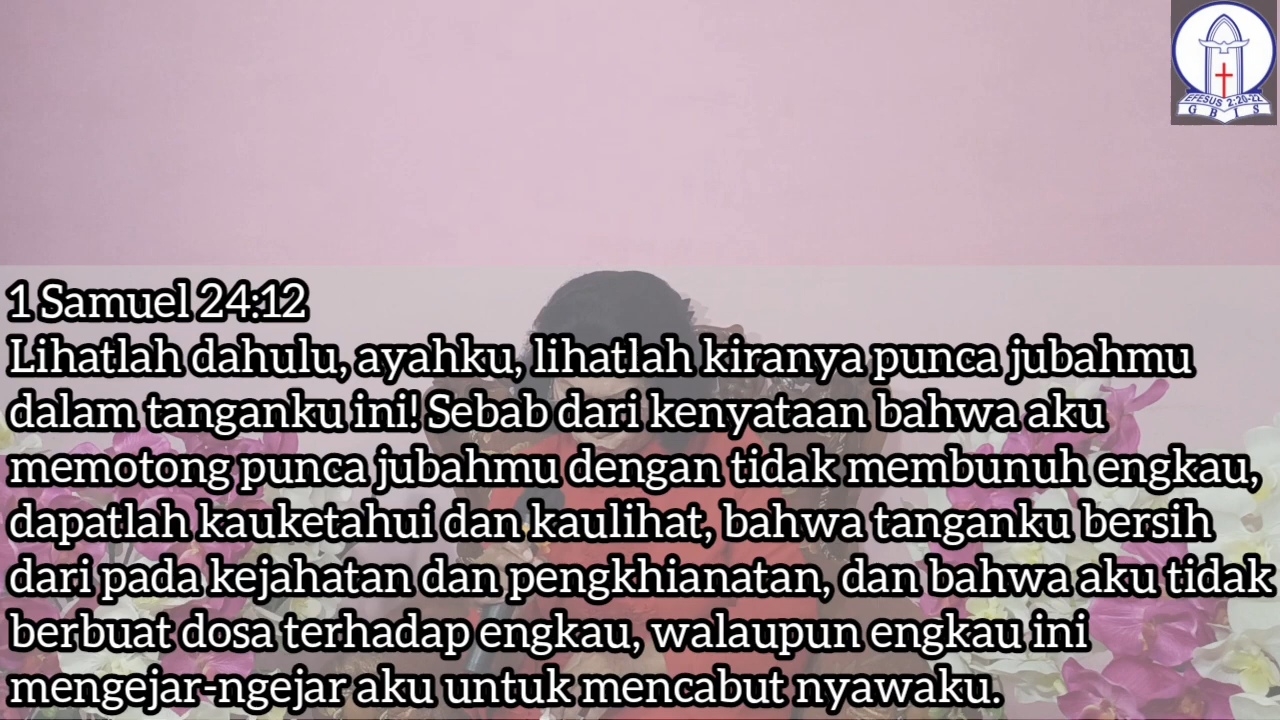 EFESUS 2:20-22
G B I S
1 Samuel 24:12
Lihatlah dahulu, ayahku, lihatlah kiranya punca jubahmu
dalam tanganku ini! Sebab dari kenyataan bahwa aku
memotong punca jubahmu dengan tidak membunuh engkau,
dapatlah kauketahui dan kaulihat, bahwa tanganku bersih
dari pada kejahatan dan pengkhianatan, dan bahwa aku tidak
berbuat dosa terhadap engkau, walaupun engkau ini
mengejar-ngejar aku untuk mencabut nyawaku.